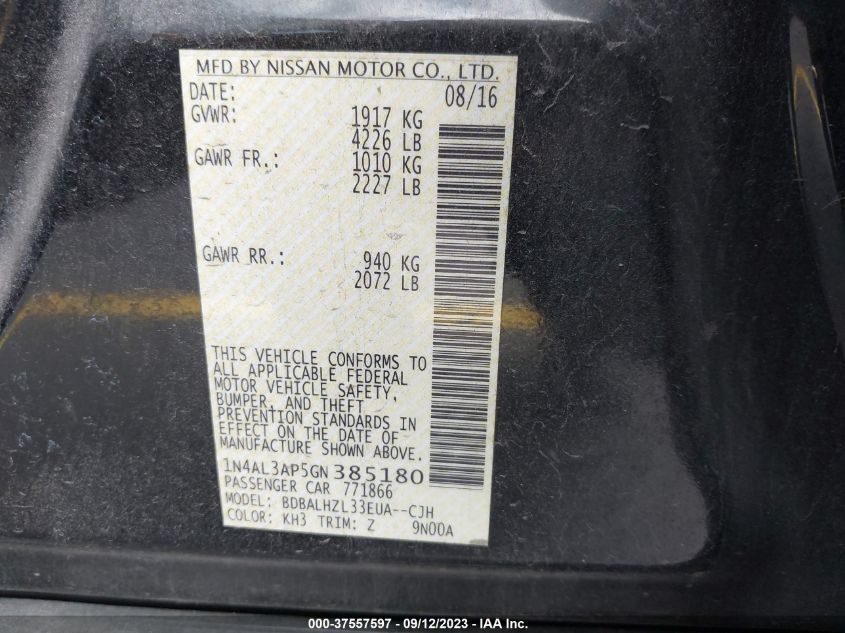 MFD BY NISSAN MOTOR CO., LTD.
DATE: 08/16
GVWR: 1917 KG
4226 LB
GAWR FR.: 1010 KG
2227 LB
GAWR RR.: 940 KG
2072 LB
THIS VEHICLE CONFORMS TO
ALL APPLICABLE FEDERAL
MOTOR VEHICLE SAFETY,
BUMPER, AND THEFT
PREVENTION STANDARDS IN
EFFECT ON THE DATE OF
MANUFACTURE SHOWN ABOVE.
1N4AL3AP5GN385180
PASSENGER CAR 771866
MODEL: BDBALHZL33EUA--CJH
COLOR: KH3 TRIM: Z 9N00A
000-37557597 - 09/12/2023 - IAA Inc.